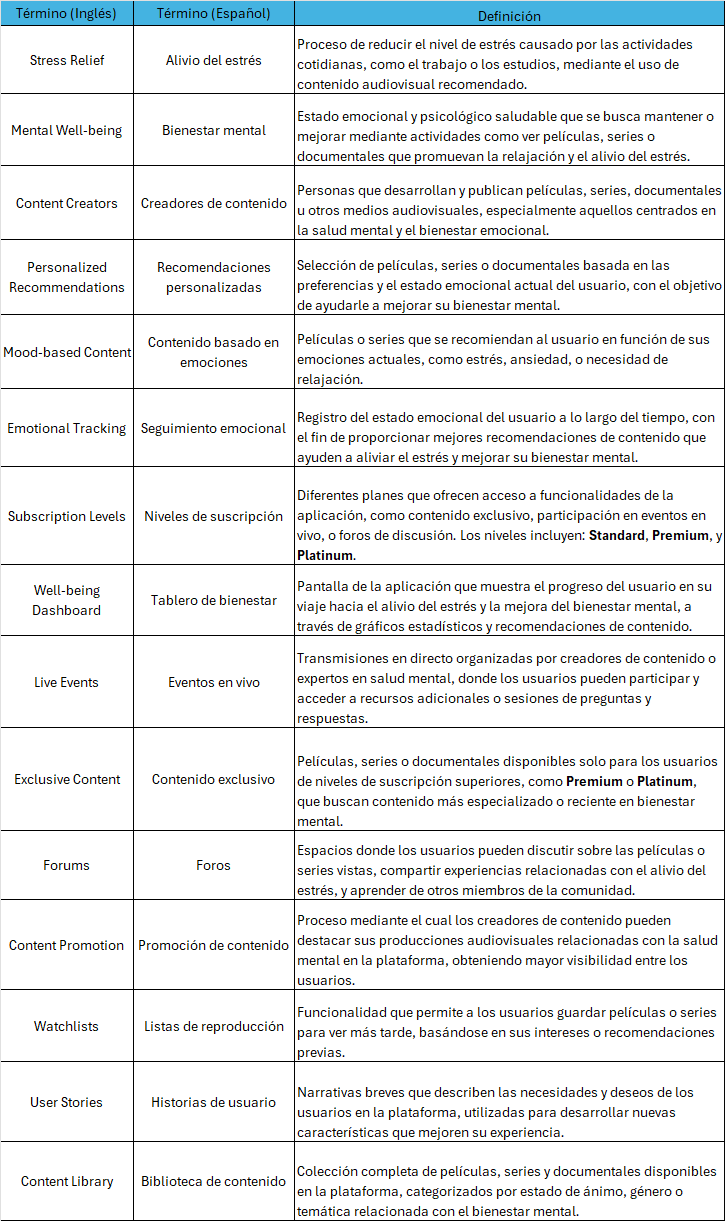 Término (Inglés)
Término (Español)
Definición
Stress Relief
Alivio del estrés
Proceso de reducir el nivel de estrés causado por las actividades
cotidianas, como el trabajo o los estudios, mediante el uso de
contenido audiovisual recomendado.
Mental Well-being
Bienestar mental
Estado emocional y psicológico saludable que se busca mantener o
mejorar mediante actividades como ver películas, series o
documentales que promuevan la relajación y el alivio del estrés.
Content Creators
Creadores de contenido
Personas que desarrollan y publican películas, series, documentales
u otros medios audiovisuales, especialmente aquellos centrados en
la salud mental y el bienestar emocional.
Personalized
Recommendations
Recomendaciones
personalizadas
Selección de películas, series o documentales basada en las
preferencias y el estado emocional actual del usuario, con el objetivo
de ayudarle a mejorar su bienestar mental.
Mood-based Content
Contenido basado en
emociones
Películas o series que se recomiendan al usuario en función de sus
emociones actuales, como estrés, ansiedad, o necesidad de
relajación.
Emotional Tracking
Seguimiento emocional
Registro del estado emocional del usuario a lo largo del tiempo, con
el fin de proporcionar mejores recomendaciones de contenido que
ayuden a aliviar el estrés y mejorar su bienestar mental.
Subscription Levels
Niveles de suscripción
Diferentes planes que ofrecen acceso a funcionalidades de la
aplicación, como contenido exclusivo, participación en eventos en
vivo, o foros de discusión. Los niveles incluyen: Standard, Premium, y
Platinum.
Well-being
Dashboard
Tablero de bienestar
Pantalla de la aplicación que muestra el progreso del usuario en su
viaje hacia el alivio del estrés y la mejora del bienestar mental, a
través de gráficos estadísticos y recomendaciones de contenido.
Live Events
Eventos en vivo
Transmisiones en directo organizadas por creadores de contenido o
expertos en salud mental, donde los usuarios pueden participar y
acceder a recursos adicionales o sesiones de preguntas y
respuestas.
Exclusive Content
Contenido exclusivo
Películas, series o documentales disponibles solo para los usuarios
de niveles de suscripción superiores, como Premium o Platinum,
que buscan contenido más especializado o reciente en bienestar
mental.
Forums
Foros
Espacios donde los usuarios pueden discutir sobre las películas o
series vistas, compartir experiencias relacionadas con el alivio del
estrés, y aprender de otros miembros de la comunidad.
Content Promotion
Promoción de contenido
Proceso mediante el cual los creadores de contenido pueden
destacar sus producciones audiovisuales relacionadas con la salud
mental en la plataforma, obteniendo mayor visibilidad entre los
usuarios.
Watchlists
Listas de reproducción
Funcionalidad que permite a los usuarios guardar películas o series
para ver más tarde, basándose en sus intereses o recomendaciones
previas.
User Stories
Historias de usuario
Narrativas breves que describen las necesidades y deseos de los
usuarios en la plataforma, utilizadas para desarrollar nuevas
características que mejoren su experiencia.
Content Library
Biblioteca de contenido
Colección completa de películas, series y documentales disponibles
en la plataforma, categorizados por estado de ánimo, género o
temática relacionada con el bienestar mental.